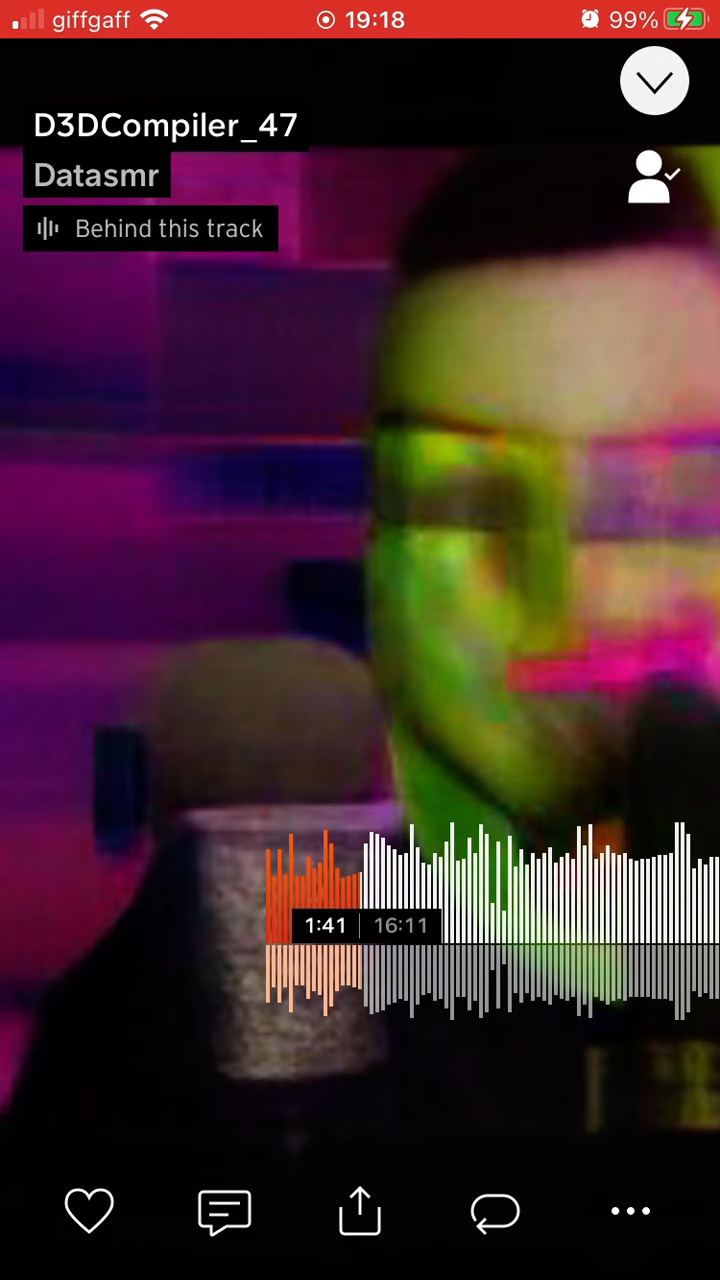 giffgaff 19:18 99%
D3DCompiler_47
Datasmr
Behind this track
1:41 16:11